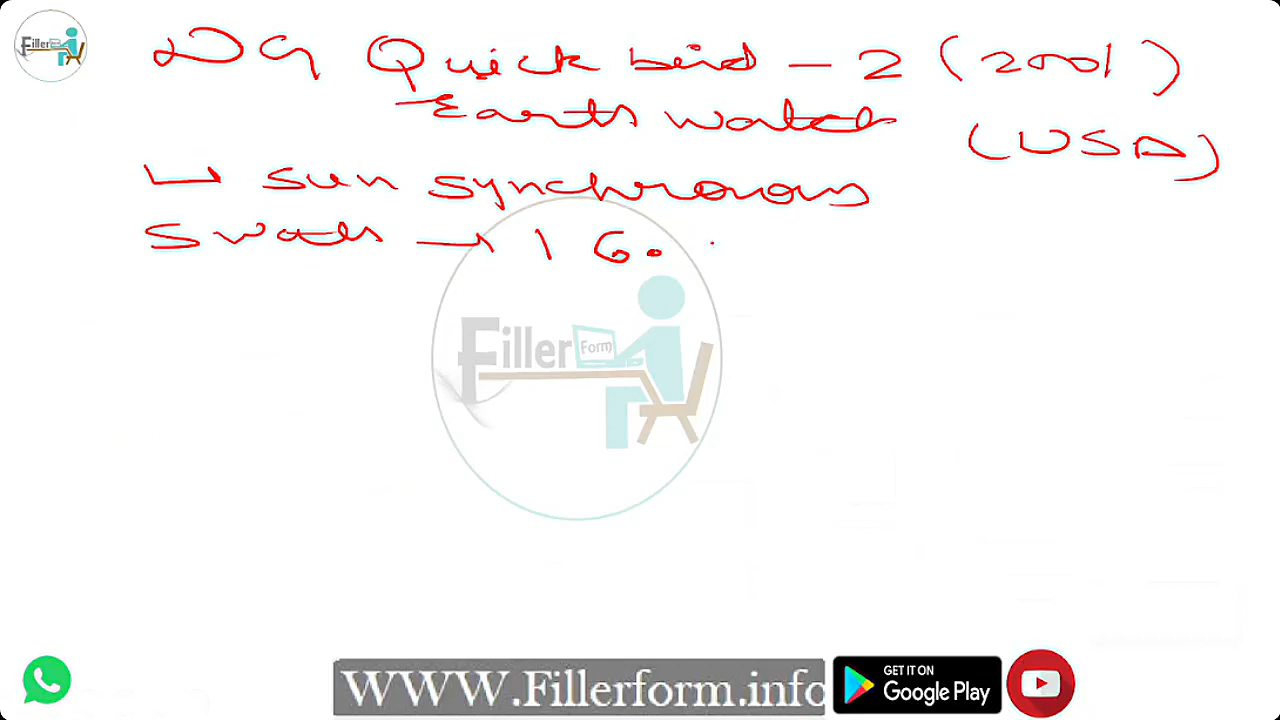 Filler
DG Quick bird - 2 (2001)
Earth watch (USA)
→ sun synchronous
Swath → 16.
Filler Form
WWW.Fillerform.info
GET IT ON
Google Play